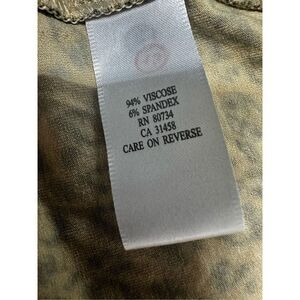 94% VISCOSE
6% SPANDEX
RN 80734
CA 31458
CARE ON REVERSE